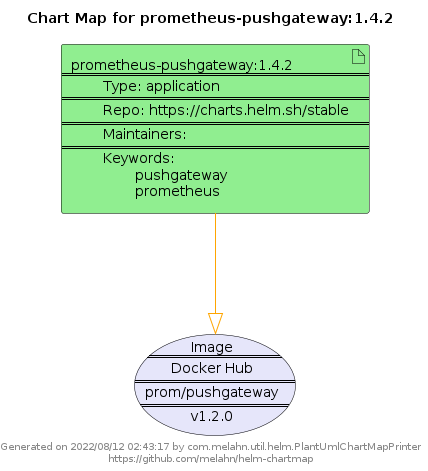 Chart Map for prometheus-pushgateway:1.4.2
prometheus-pushgateway:1.4.2
Type: application
Repo: https://charts.helm.sh/stable
Maintainers:
Keywords:
pushgateway
prometheus
Image
Docker Hub
prom/pushgateway
v1.2.0
Generated on 2022/08/12 02:43:17 by com.melahn.util.helm.PlantUmlChartMapPrinter
https://github.com/melahn/helm-chartmap